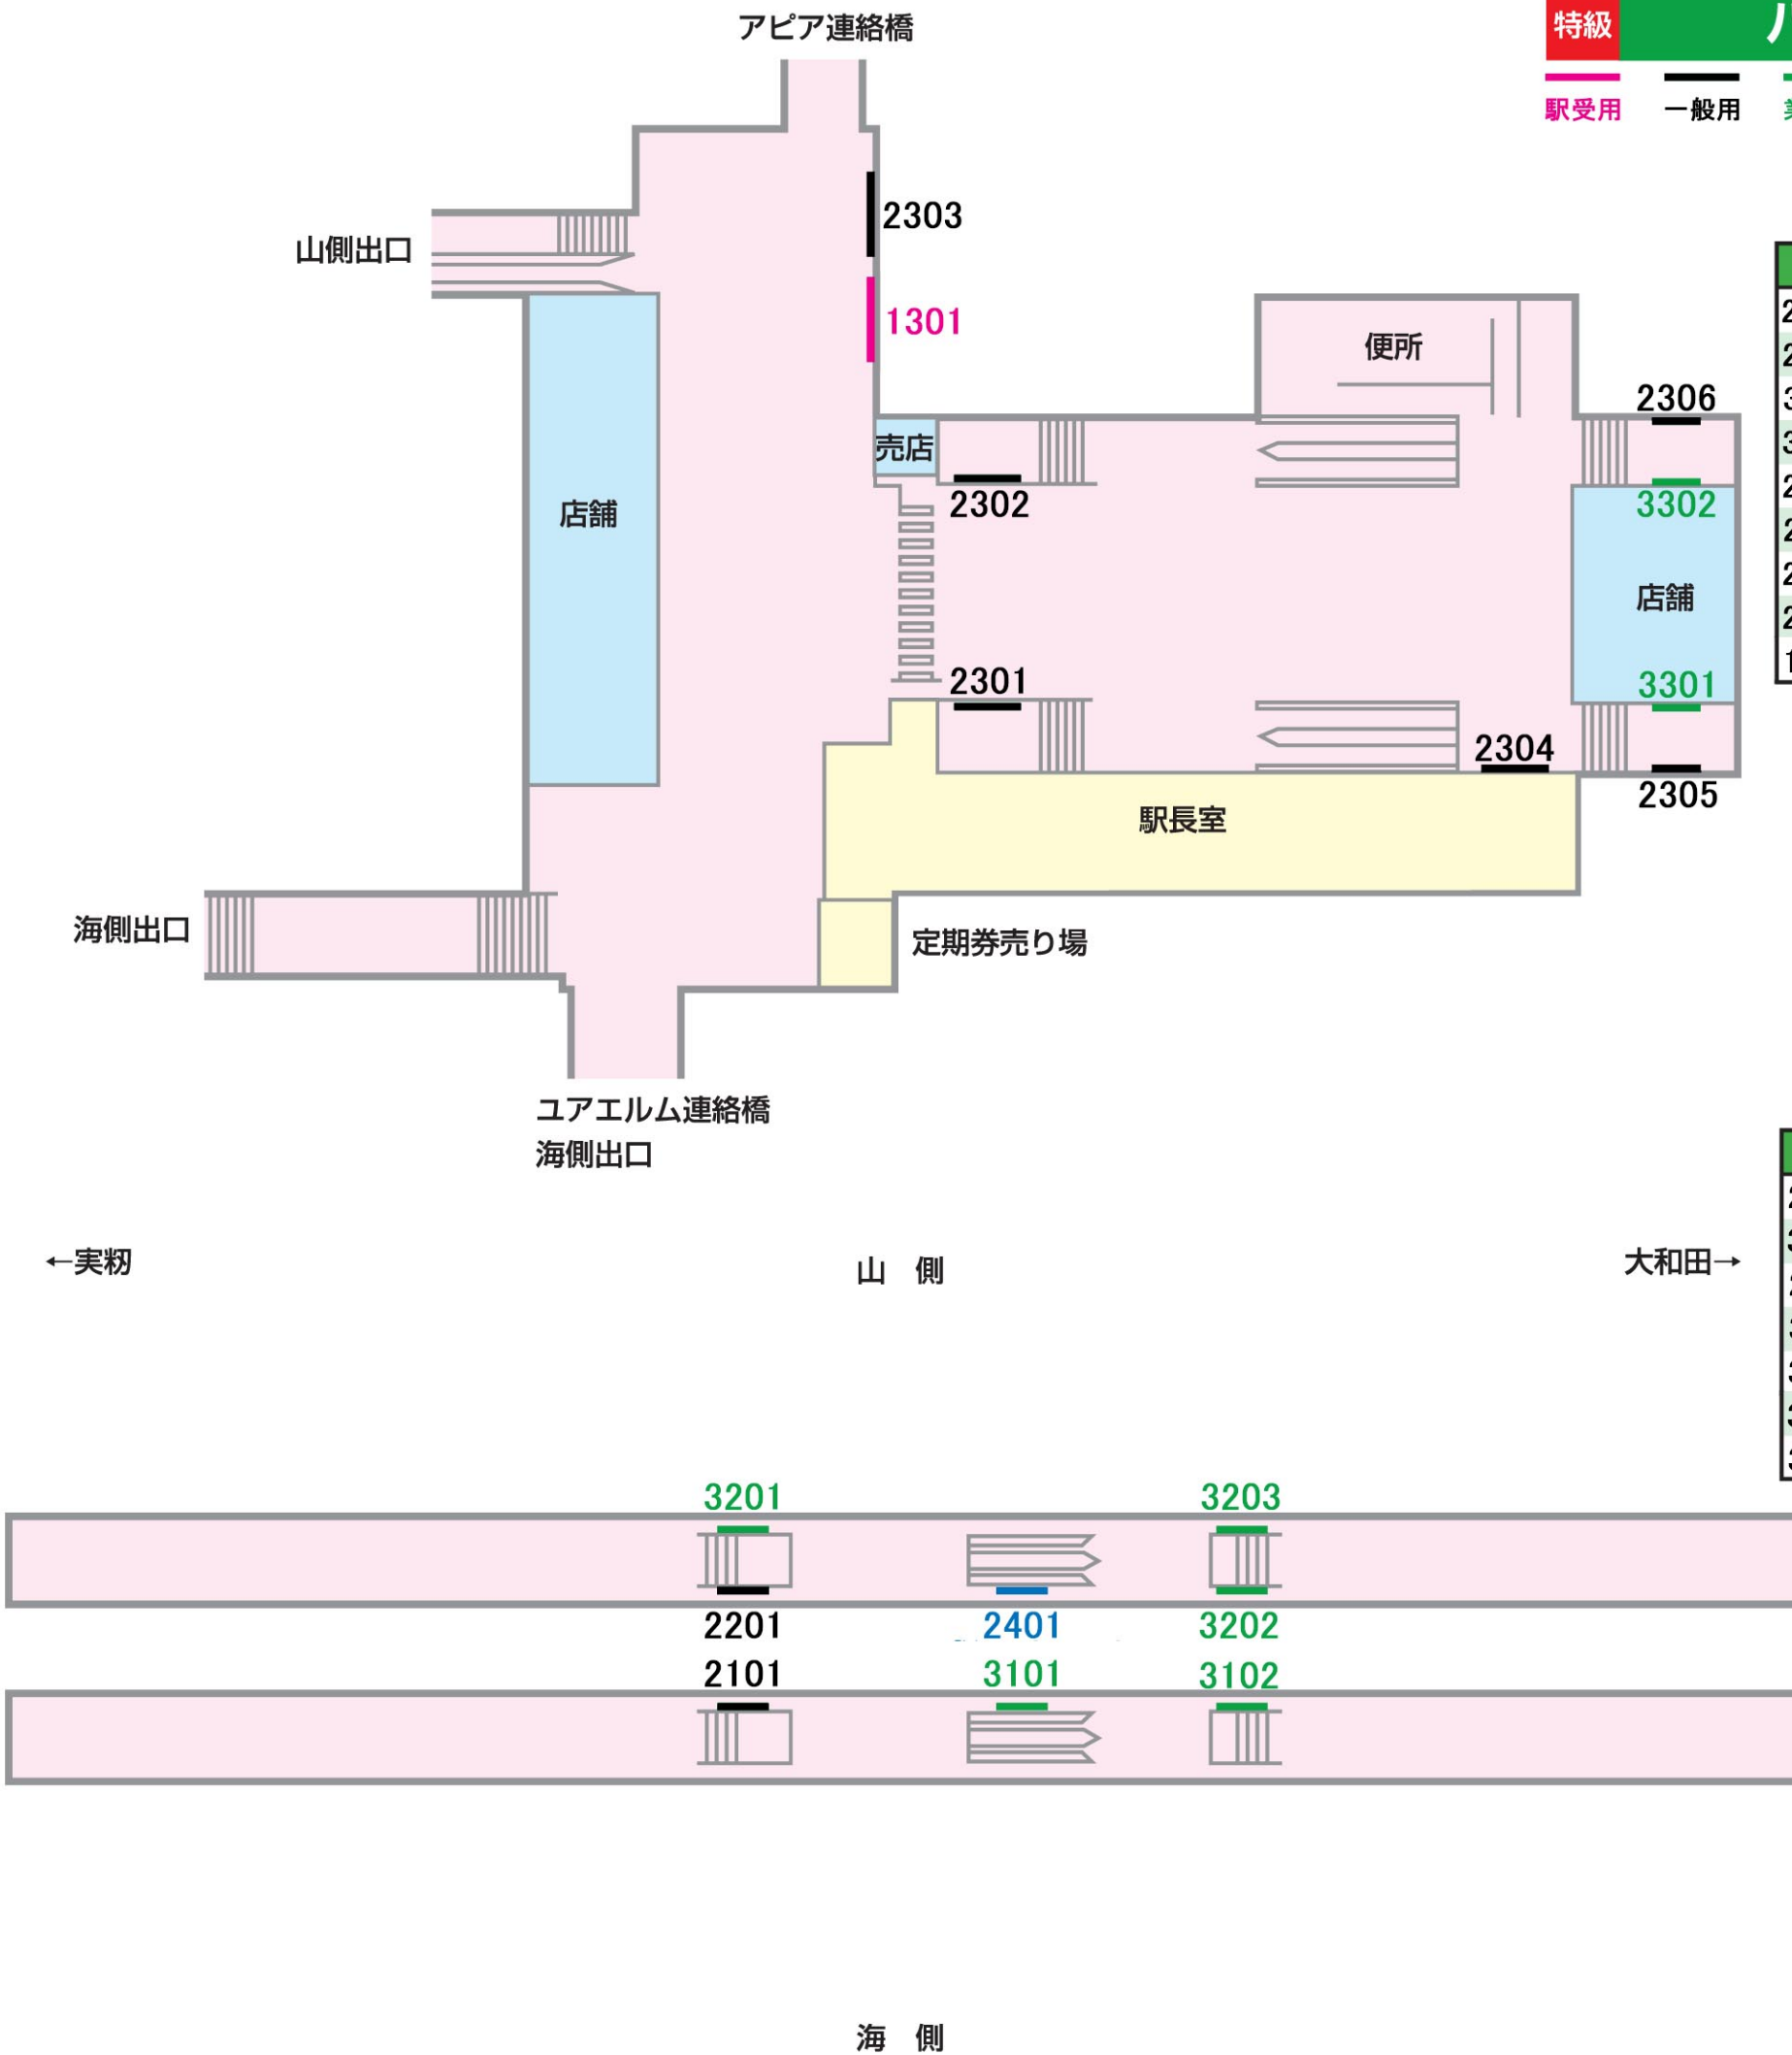 アピア連絡橋
特級
駅受用
一般用
2303
山側出口
1301
便所
2306
売店
2302
3302
店舗
店舗
2301
3301
2304
2305
駅長室
海側出口
定期券売り場
ユアエルム連絡橋
海側出口
←実籾
山 側
大和田→
3201
3203
2201
2401
3202
2101
3101
3102
海 側